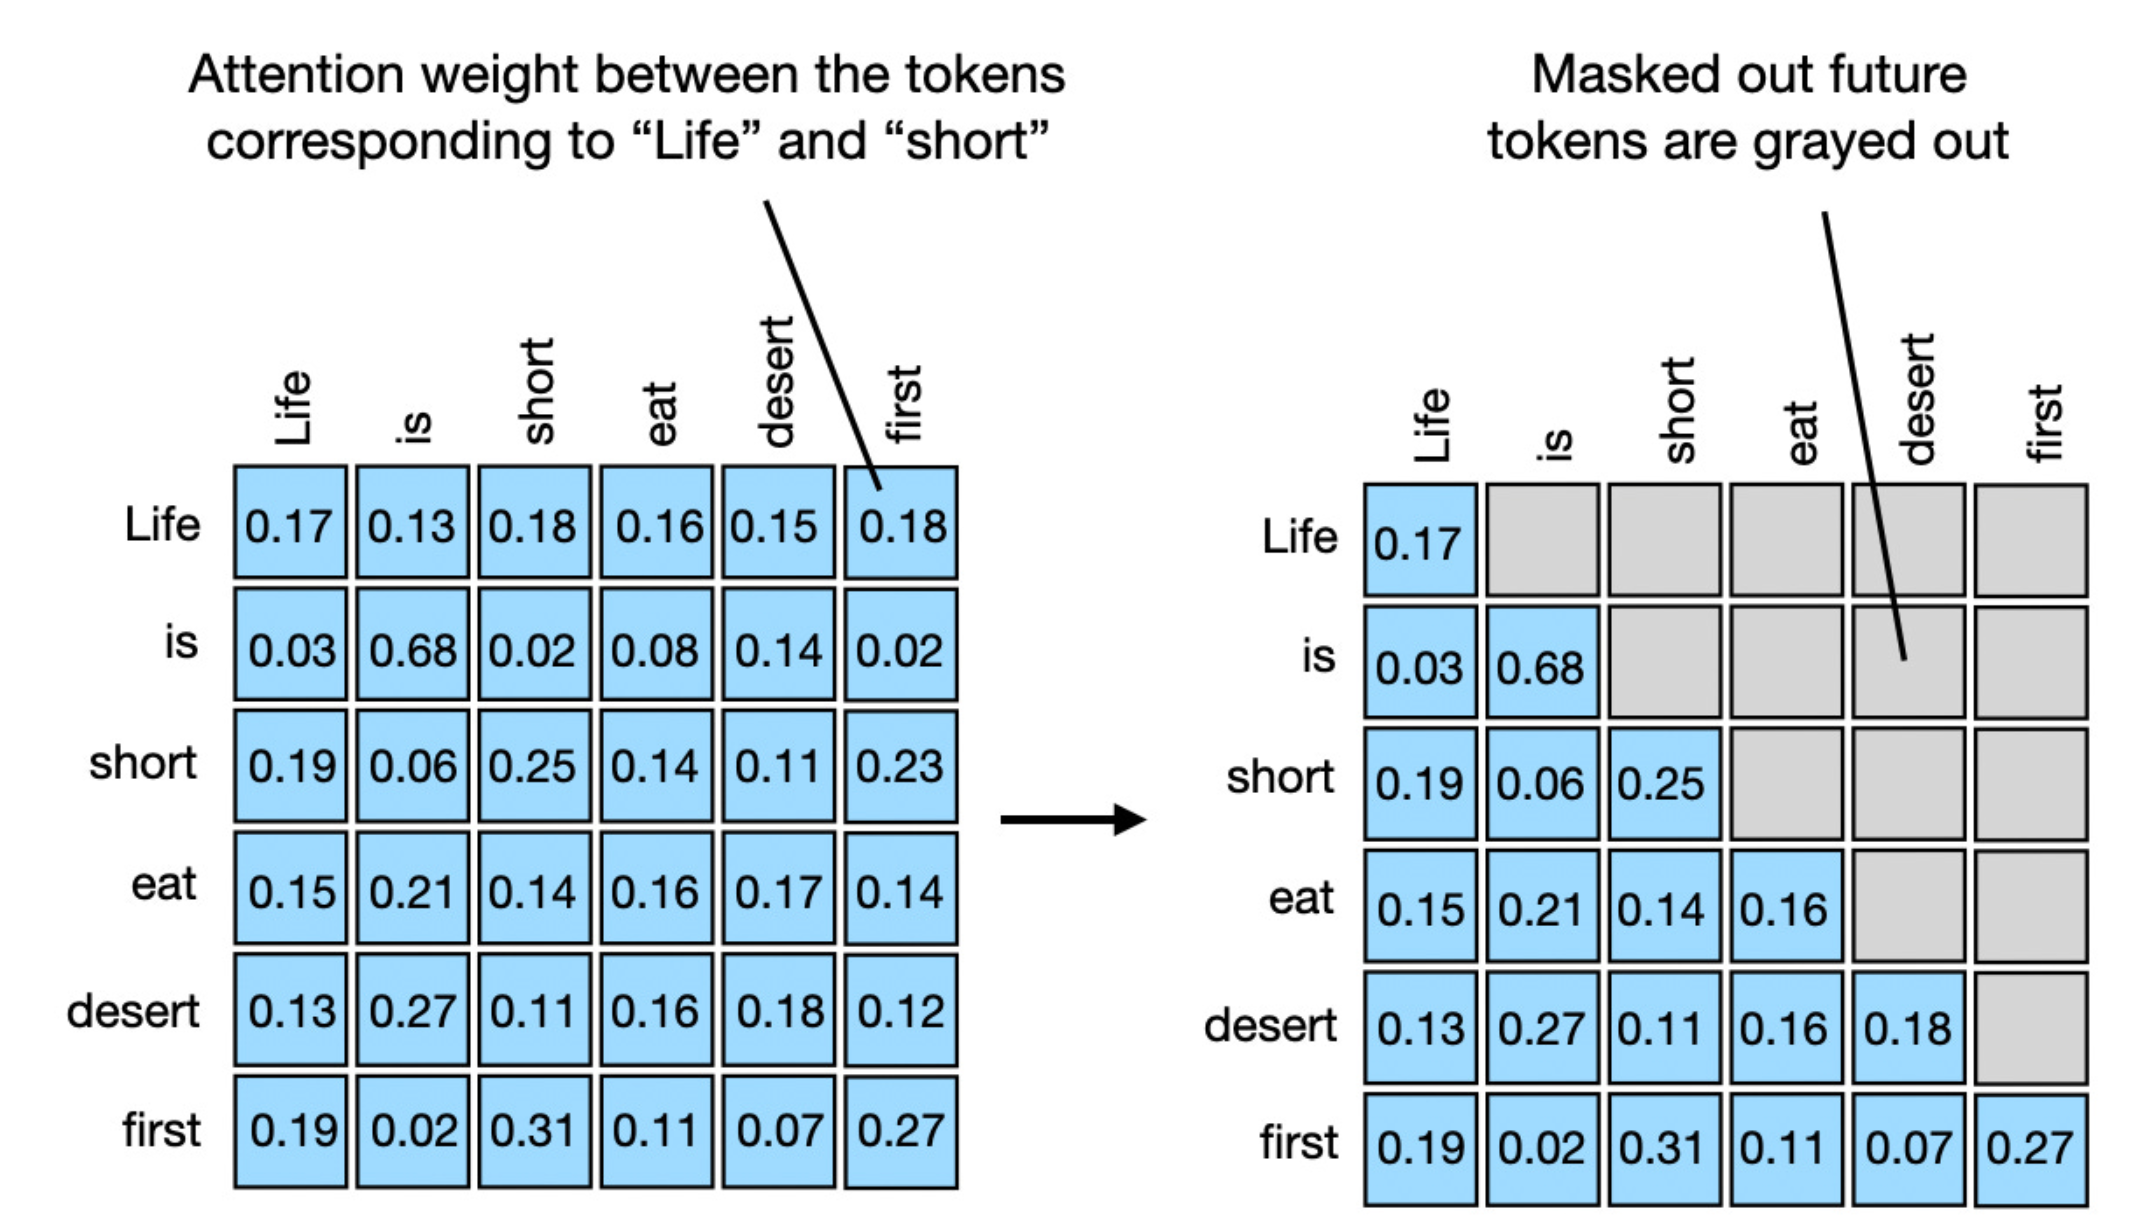 Attention weight between the tokens
corresponding to “Life” and “short”
Masked out future
tokens are grayed out
Life is short eat desert first
Life 0.17 0.13 0.18 0.16 0.15 0.18
is 0.03 0.68 0.02 0.08 0.14 0.02
short 0.19 0.06 0.25 0.14 0.11 0.23
eat 0.15 0.21 0.14 0.16 0.17 0.14
desert 0.13 0.27 0.11 0.16 0.18 0.12
first 0.19 0.02 0.31 0.11 0.07 0.27
Life is short eat desert first
Life 0.17
is 0.03 0.68
short 0.19 0.06 0.25
eat 0.15 0.21 0.14 0.16
desert 0.13 0.27 0.11 0.16 0.18
first 0.19 0.02 0.31 0.11 0.07 0.27